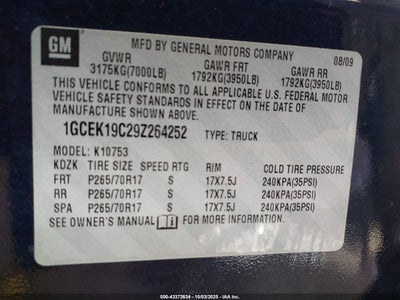 GM
MFD BY GENERAL MOTORS COMPANY
08/09
GVWR GAWR FRT GAWR RR
3175KG(7000LB) 1792KG(3950LB) 1792KG(3950LB)
THIS VEHICLE CONFORMS TO ALL APPLICABLE U.S. FEDERAL MOTOR
VEHICLE SAFETY STANDARDS IN EFFECT ON THE DATE OF
MANUFACTURE SHOWN ABOVE.
1GCEK19C29Z264252 TYPE: TRUCK
MODEL: K10753
KDZK TIRE SIZE SPEED RTG RIM COLD TIRE PRESSURE
FRT P265/70R17 S 17X7.5J 240KPA(35PSI)
RR P265/70R17 S 17X7.5J 240KPA(35PSI)
SPA P265/70R17 S 17X7.5J 240KPA(35PSI)
SEE OWNER'S MANUAL FOR MORE INFORMATION.
000-43372634 - 10/03/2025 - www.iaai.com